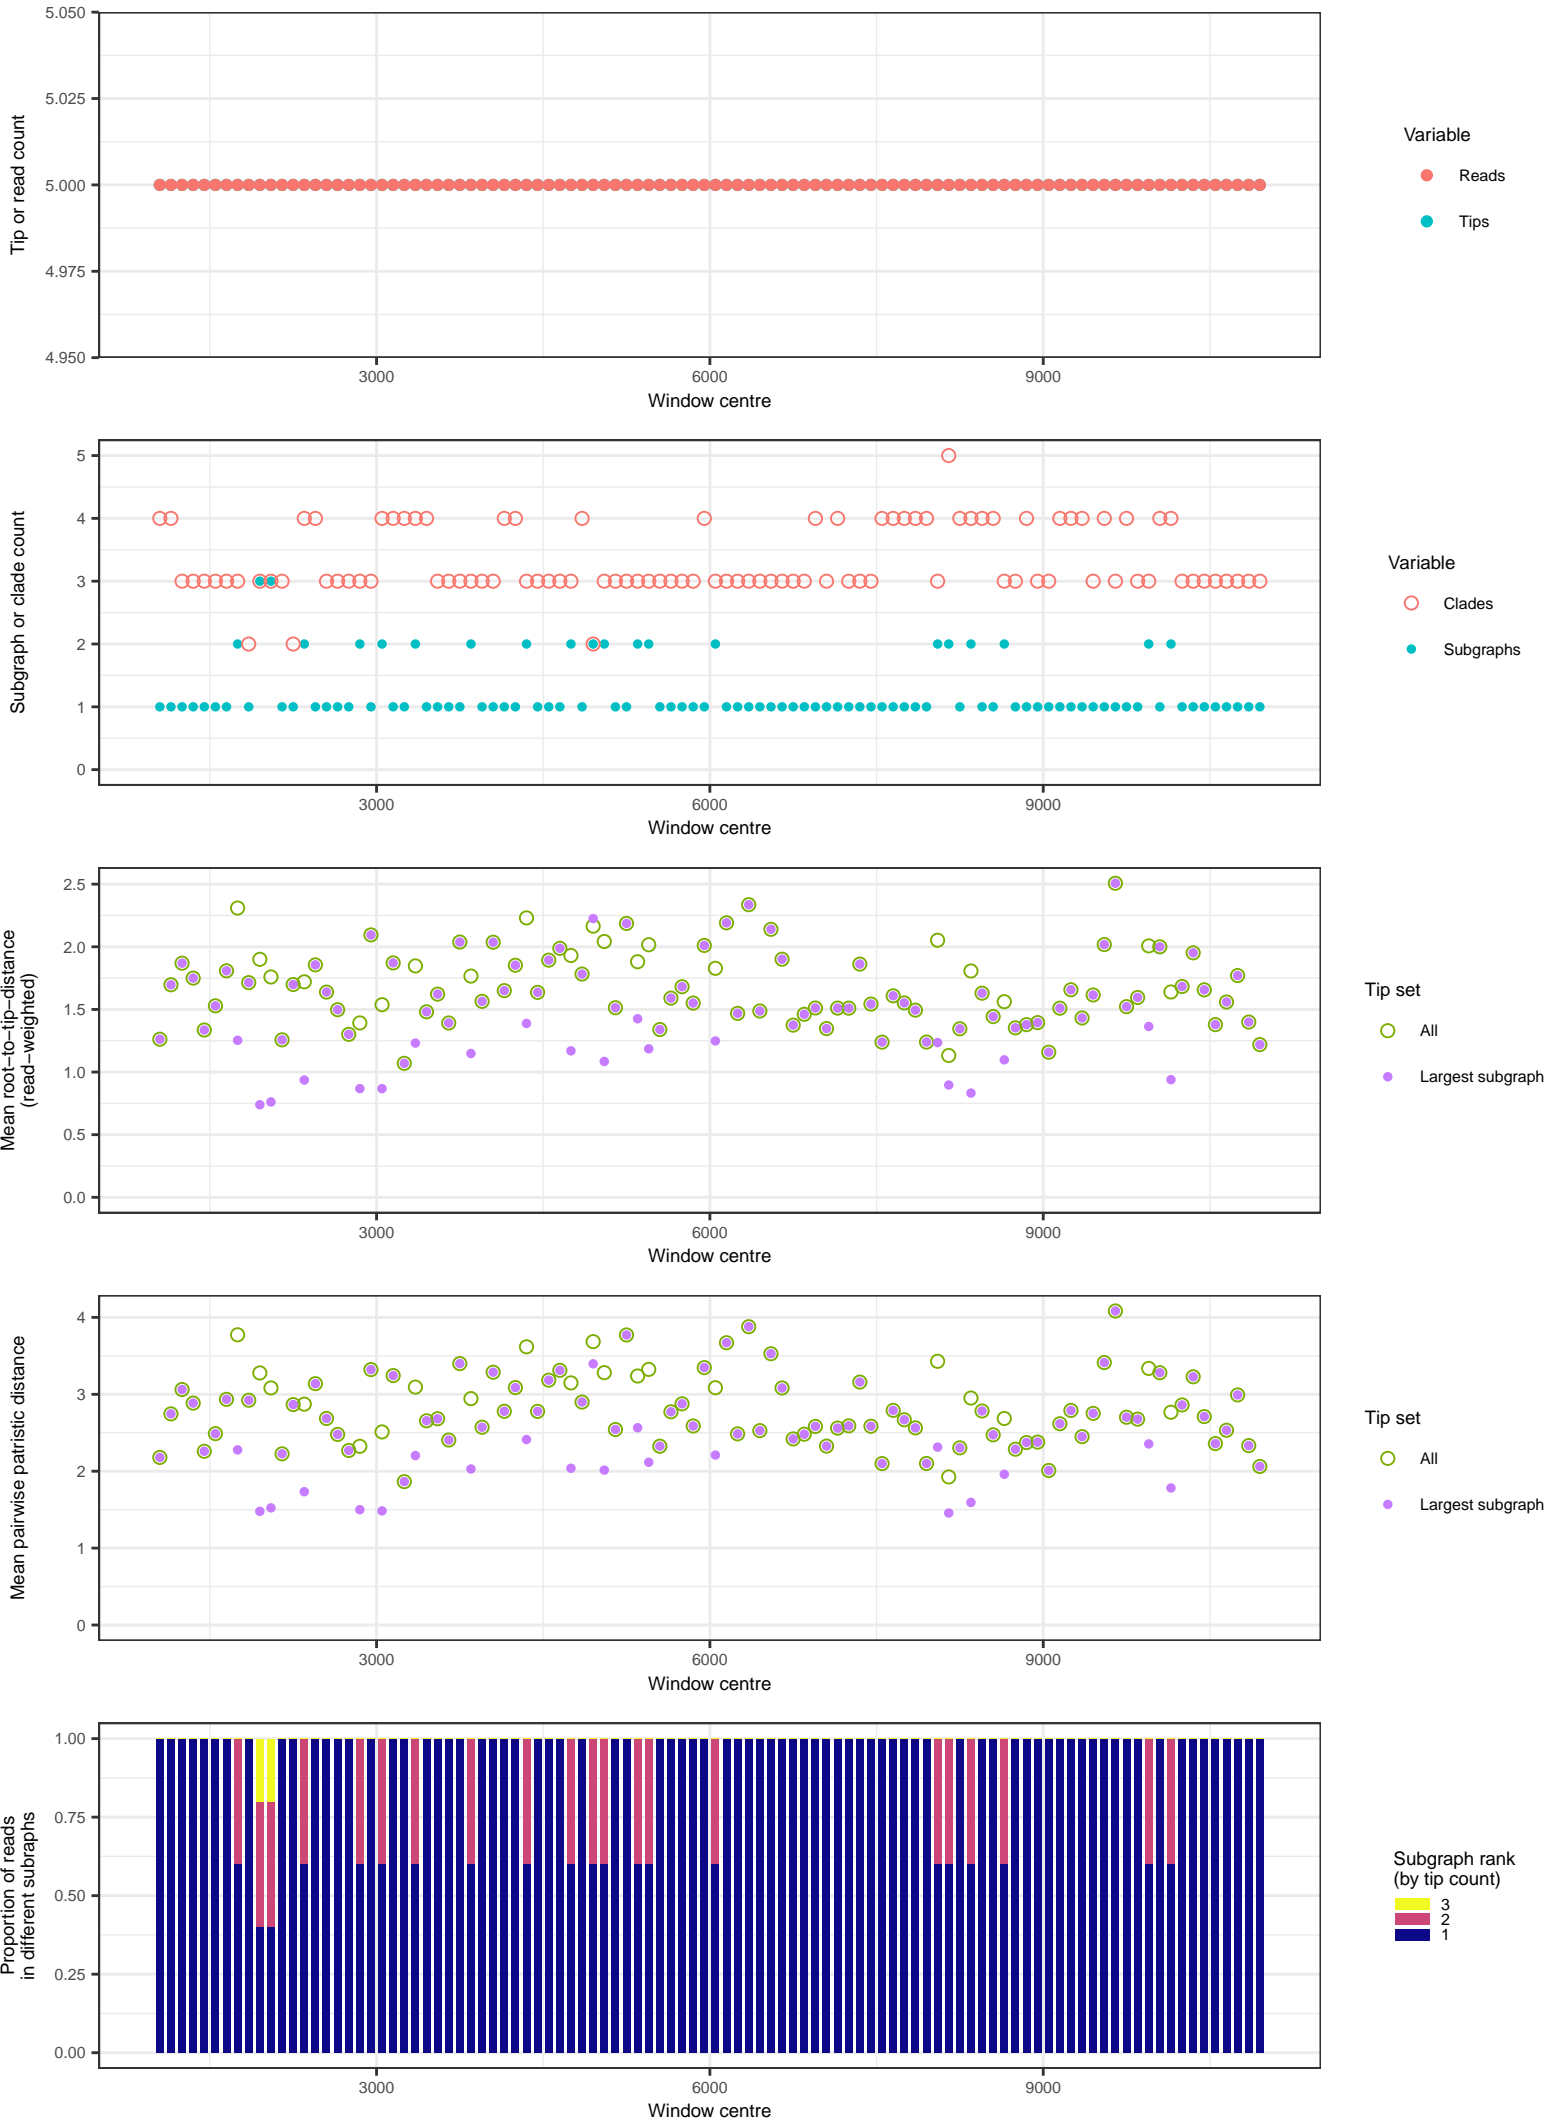 5.050
5.025
5.000
4.975
4.950
Tip or read count
3000 6000 9000
Window centre
Variable
Reads
Tips
5
4
3
2
1
0
Subgraph or clade count
3000 6000 9000
Window centre
Variable
Clades
Subgraphs
2.5
2.0
1.5
1.0
0.5
0.0
Mean root−to−tip−distance
(read−weighted)
3000 6000 9000
Window centre
Tip set
All
Largest subgraph
4
3
2
1
0
Mean pairwise patristic distance
3000 6000 9000
Window centre
Tip set
All
Largest subgraph
1.00
0.75
0.50
0.25
0.00
Proportion of reads
in different subraphs
3000 6000 9000
Window centre
Subgraph rank
(by tip count)
3
2
1